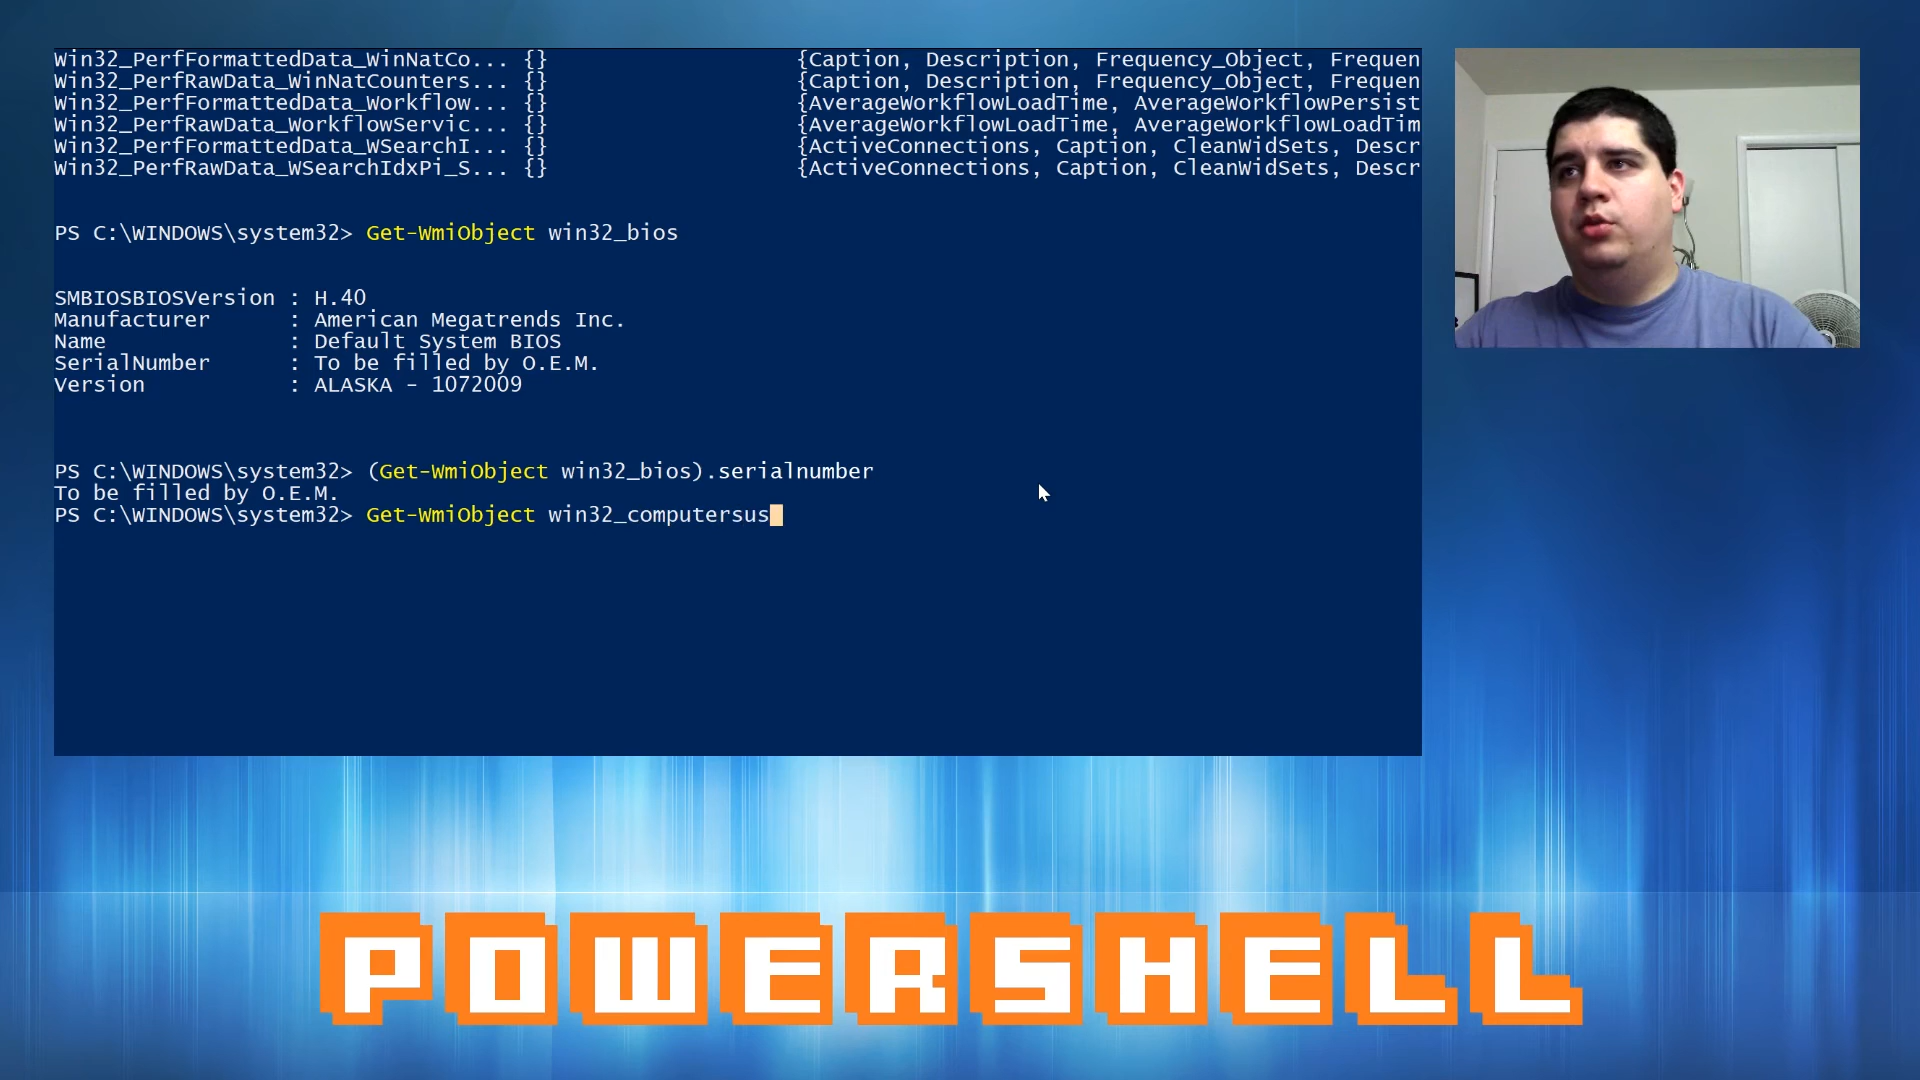 Win32_PerfFormattedData_WinNatCo... {} {Caption, Description, Frequency_Object, Frequen
Win32_PerfRawData_WinNatCounters... {} {Caption, Description, Frequency_Object, Frequen
Win32_PerfFormattedData_Workflow... {} {AverageWorkflowLoadTime, AverageWorkflowPersist
Win32_PerfRawData_WorkflowServic... {} {AverageWorkflowLoadTime, AverageWorkflowLoadTim
Win32_PerfFormattedData_WSearchI... {} {ActiveConnections, Caption, CleanWidSets, Descr
Win32_PerfRawData_WSearchIdxPi_S... {} {ActiveConnections, Caption, CleanWidSets, Descr
PS C:\WINDOWS\system32> Get-WmiObject win32_bios
SMBIOSBIOSVersion : H.40
Manufacturer : American Megatrends Inc.
Name : Default System BIOS
SerialNumber : To be filled by O.E.M.
Version : ALASKA - 1072009
PS C:\WINDOWS\system32> (Get-WmiObject win32_bios).serialnumber
To be filled by O.E.M.
PS C:\WINDOWS\system32> Get-WmiObject win32_computersus
POWERSHELL